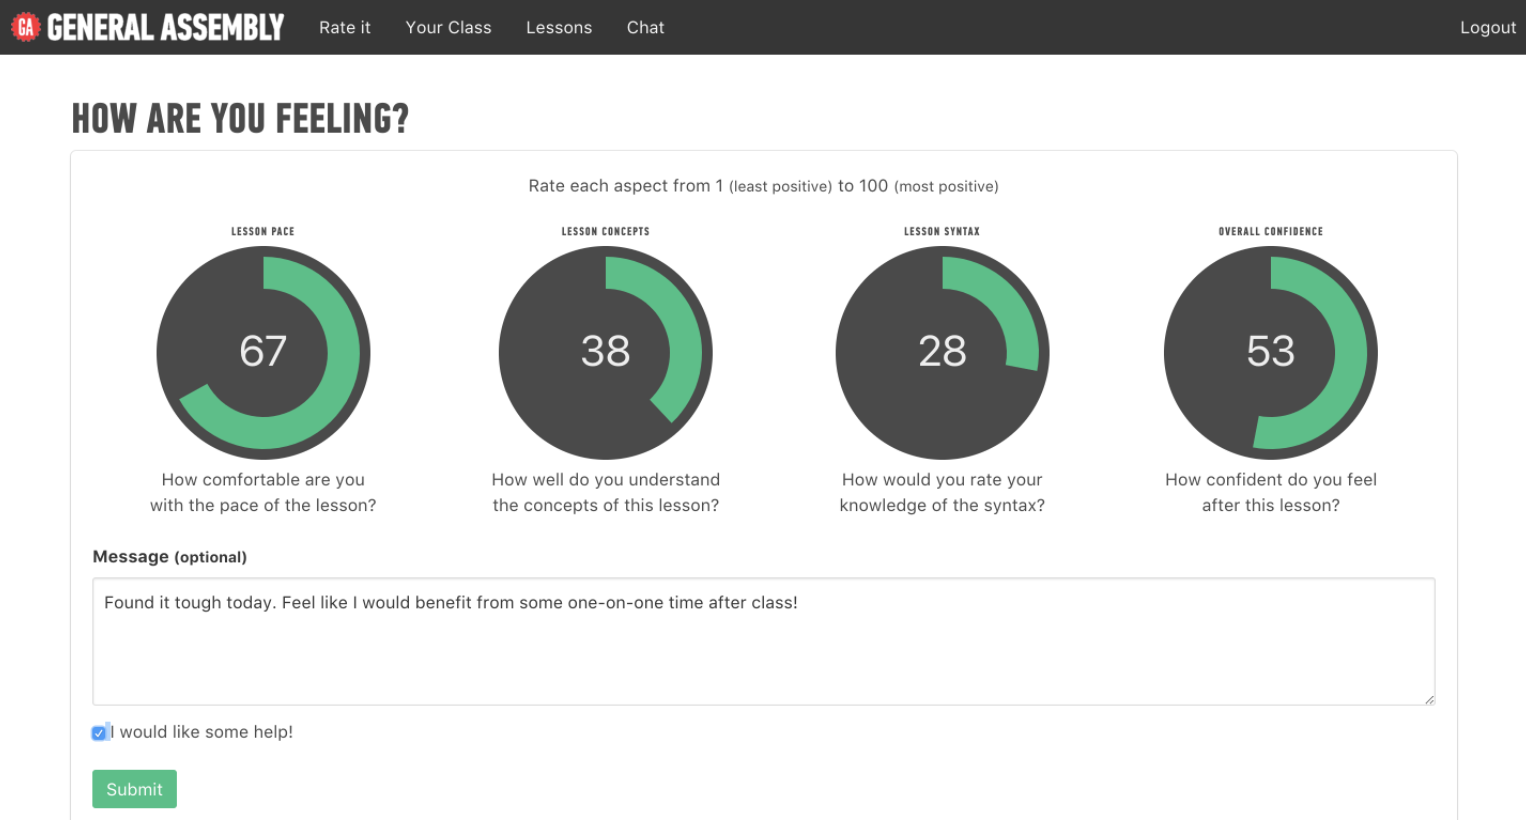 GA GENERAL ASSEMBLY Rate it Your Class Lessons Chat Logout
HOW ARE YOU FEELING?
Rate each aspect from 1 (least positive) to 100 (most positive)
LESSON PACE LESSON CONCEPTS LESSON SYNTAX OVERALL CONFIDENCE
67 38 28 53
How comfortable are you
with the pace of the lesson?
How well do you understand
the concepts of this lesson?
How would you rate your
knowledge of the syntax?
How confident do you feel
after this lesson?
Message (optional)
Found it tough today. Feel like I would benefit from some one-on-one time after class!
I would like some help!
Submit